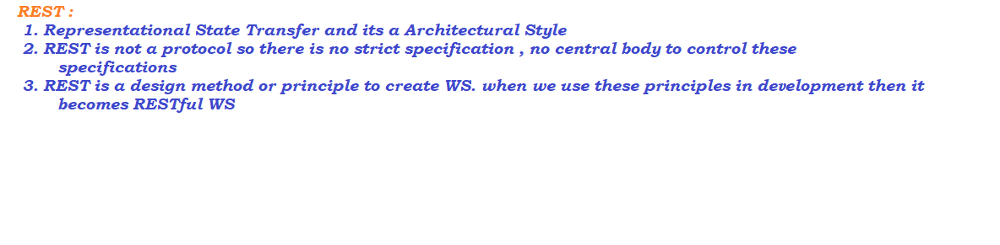 REST :
1. Representational State Transfer and its a Architectural Style
2. REST is not a protocol so there is no strict specification , no central body to control these
specifications
3. REST is a design method or principle to create WS. when we use these principles in development then it
becomes RESTful WS